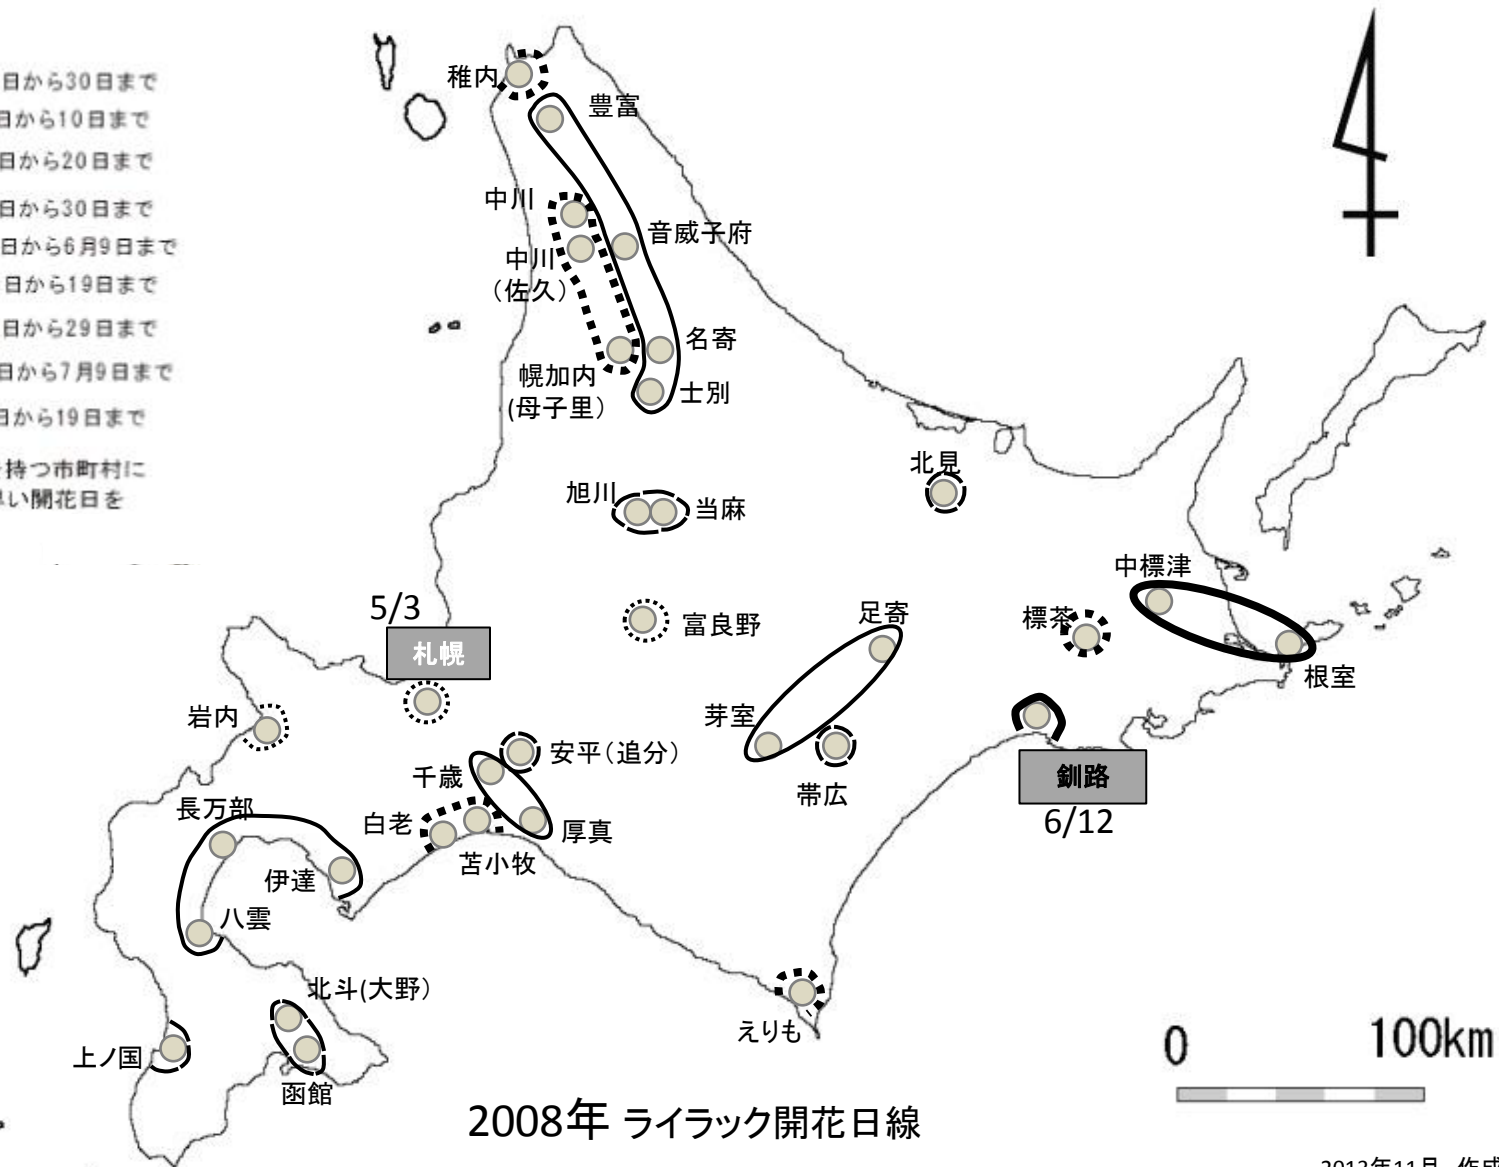 日から30日まで
日から10日まで
日から20日まで
日から30日まで
日から6月9日まで
日から19日まで
日から29日まで
日から7月9日まで
日から19日まで
持つ市町村に
い開花日を
稚内
豊富
中川
音威子府
中川
（佐久）
名寄
幌加内
(母子里）
士別
北見
旭川
当麻
中標津
5/3
札幌
富良野
足寄
標茶
根室
岩内
芽室
安平（追分）
千歳
帯広
釧路
6/12
長万部
白老
厚真
苫小牧
伊達
八雲
北斗(大野）
えりも
上ノ国
函館
0 100km
2008年 ライラック開花日線
2013年11月 作成